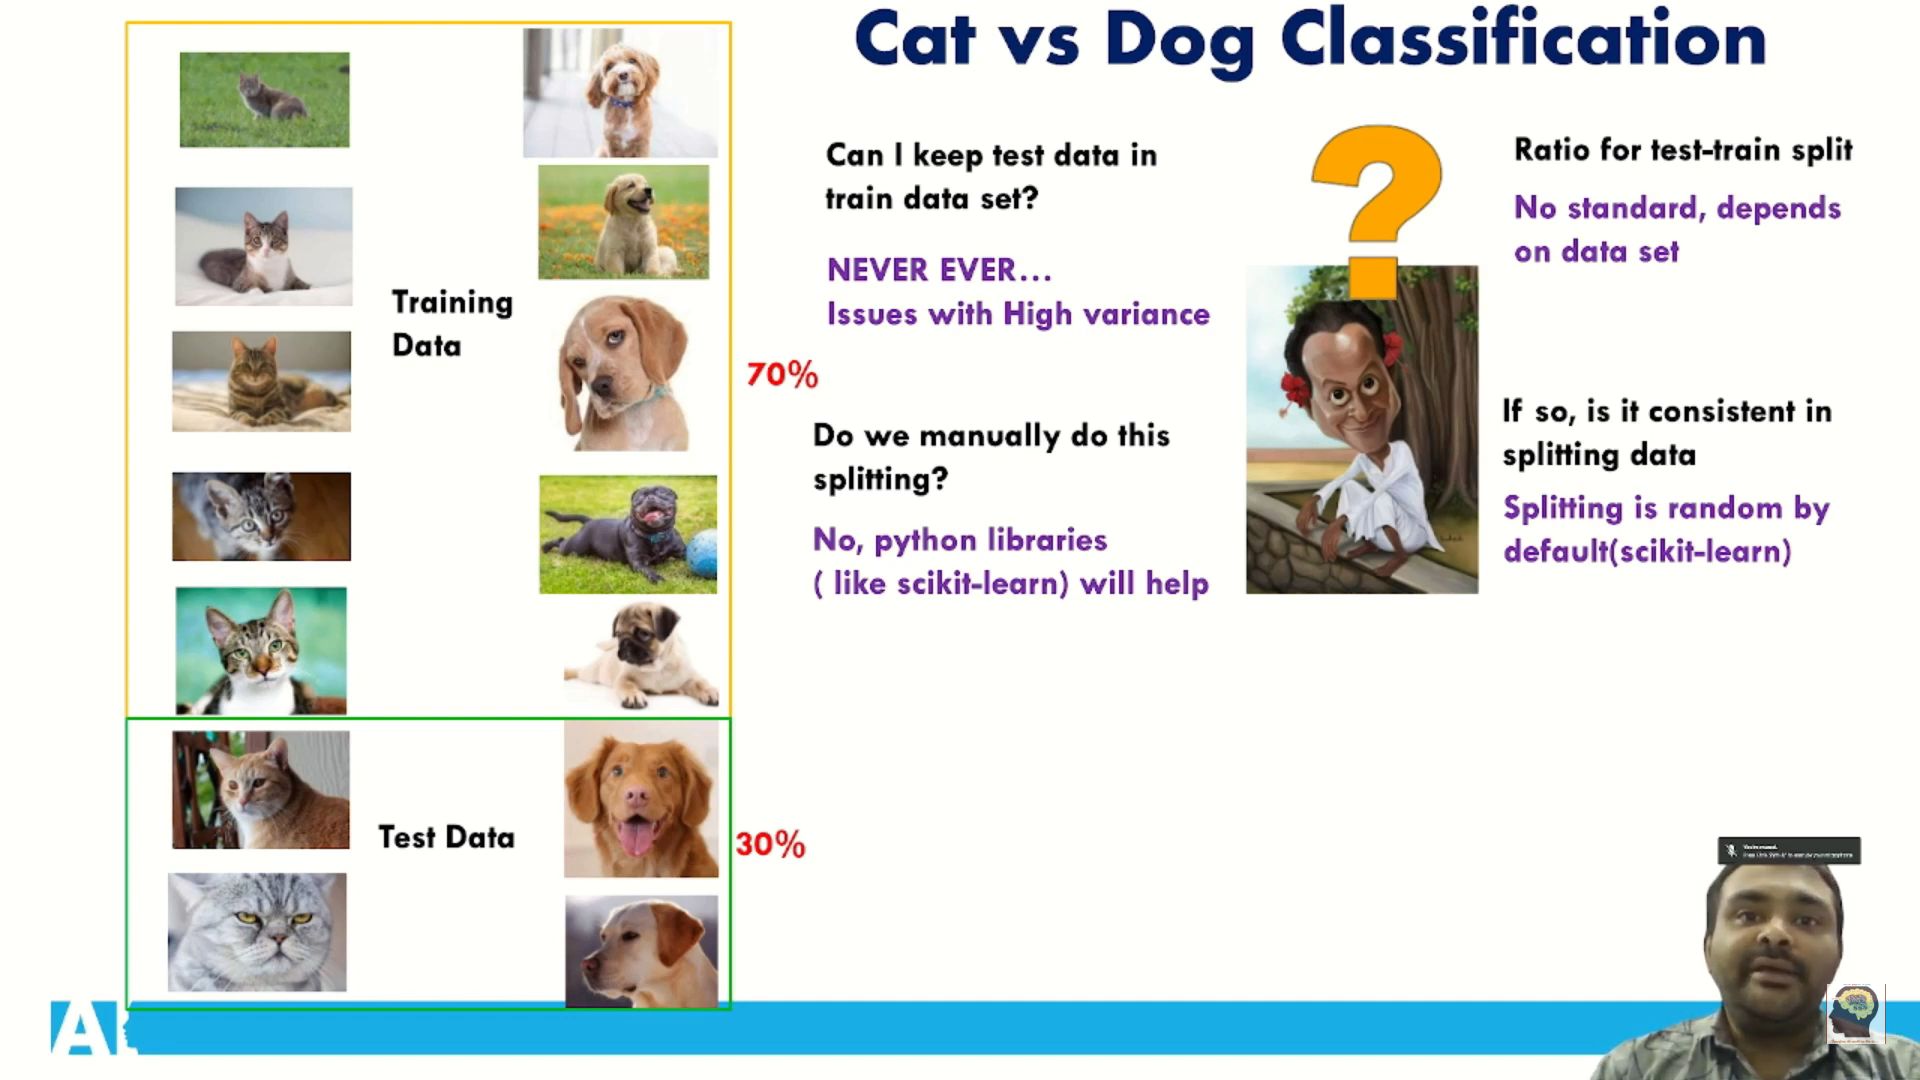 Cat vs Dog Classification
Training
Data
70%
Test Data
30%
Can I keep test data in
train data set?
NEVER EVER...
Issues with High variance
Do we manually do this
splitting?
No, python libraries
( like scikit-learn) will help
Ratio for test-train split
No standard, depends
on data set
If so, is it consistent in
splitting data
Splitting is random by
default(scikit-learn)
A